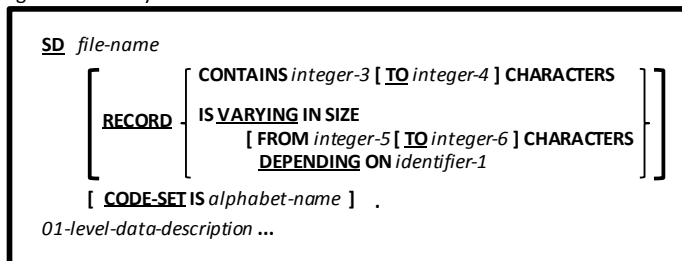 SD file-name
CONTAINS integer-3 [ TO integer-4 ] CHARACTERS
RECORD
IS VARYING IN SIZE
[ FROM integer-5 [ TO integer-6 ] CHARACTERS
DEPENDING ON identifier-1
[ CODE-SET IS alphabet-name ] .
01-level-data-description ...